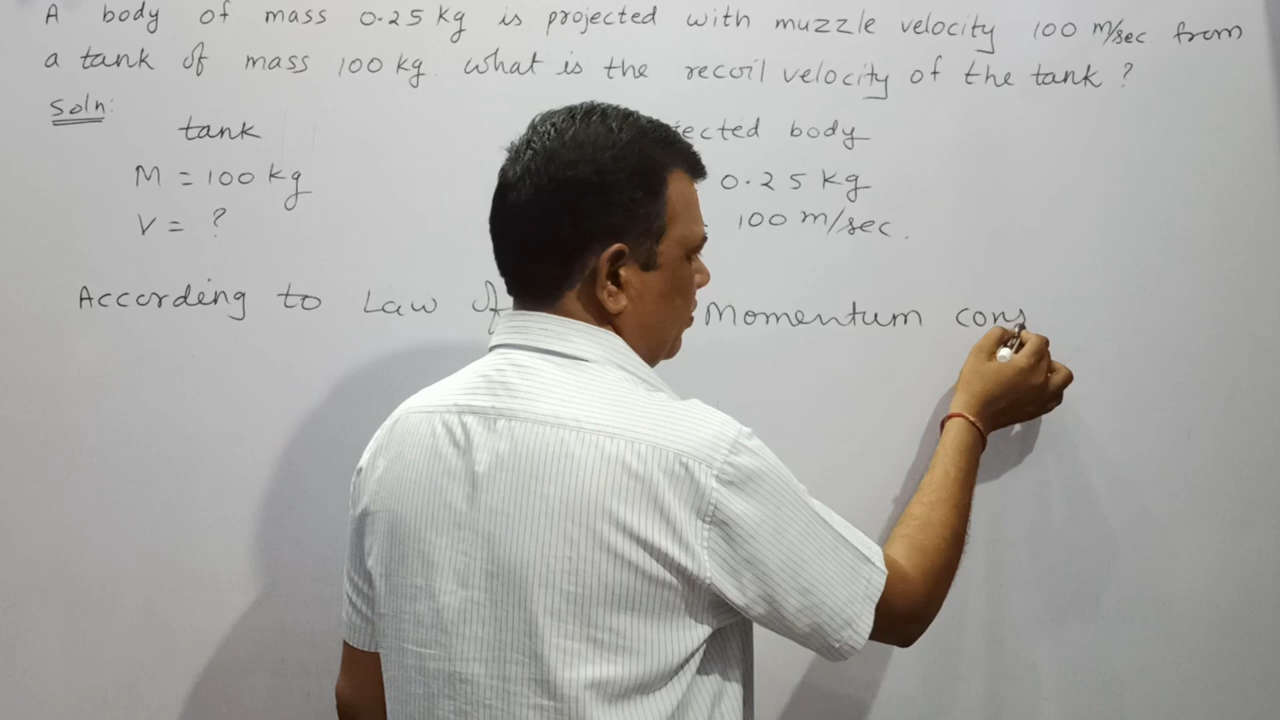 A body of mass 0.25 kg is projected with muzzle velocity 100 m/sec from
a tank of mass 100 kg. what is the recoil velocity of the tank ?
Soln:
tank ected body
M = 100 kg 0.25 kg
V = ? 100 m/sec.
According to Law of Momentum cons